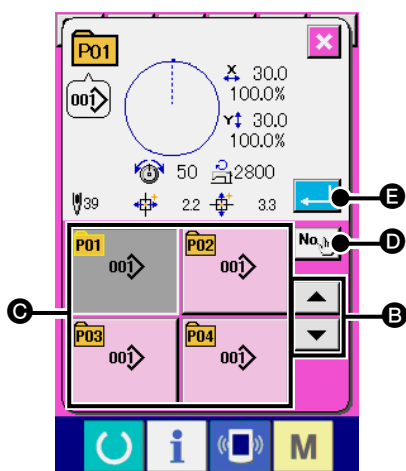 P01
001
X 30.0
100.0%
Y 30.0
100.0%
50 2800
39 2.2 3.3
E
No.
D
P01 P02
001 001
C
B
P03 P04
001 001
i M